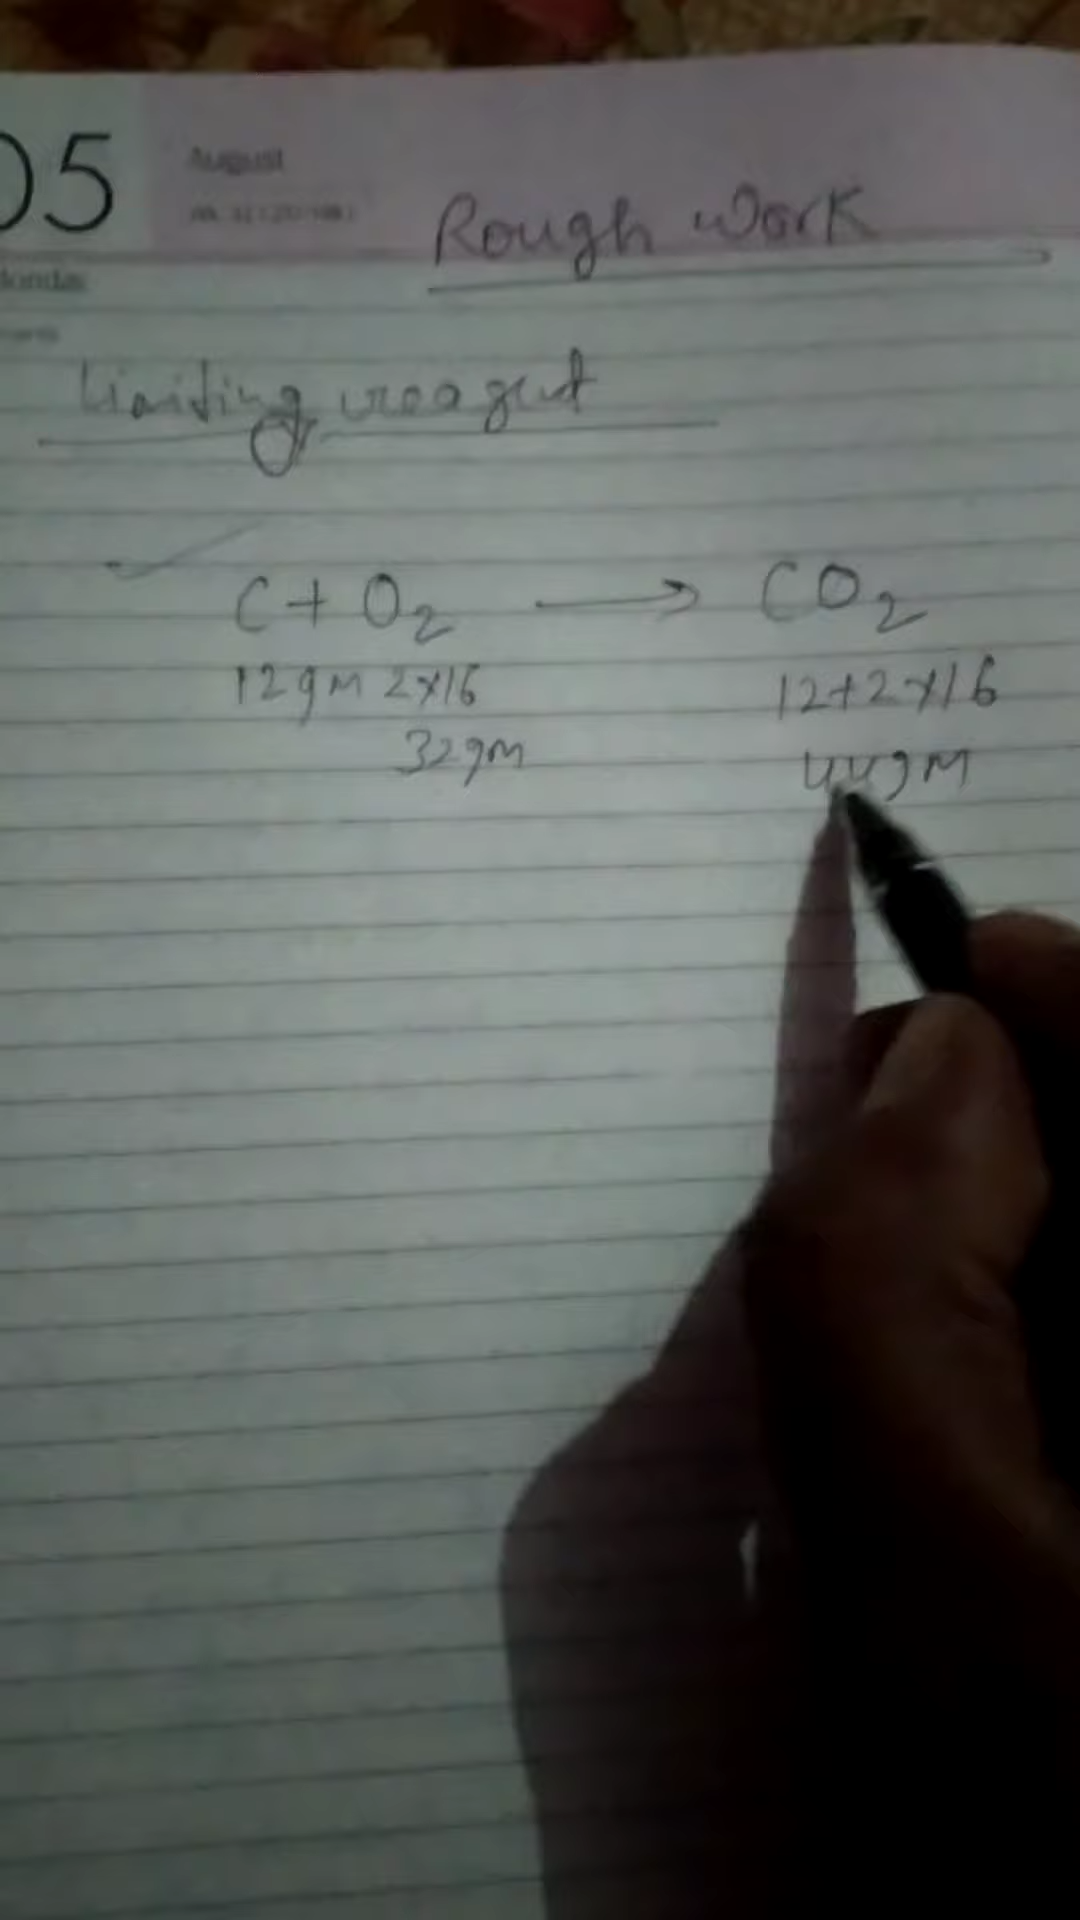 05
August
Rough Work
Limiting reagent
C + O2 → CO2
12gm 2×16 12+2×16
32gm 44gm